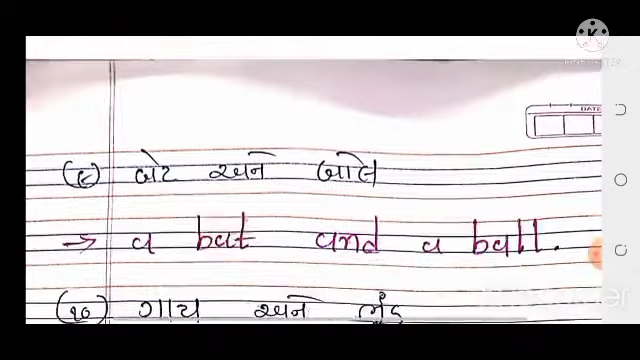 DATE
(૯) બેટ અને બોલ
→ a bat and a ball.
(૧૦) ગાય અને ભૂંડ